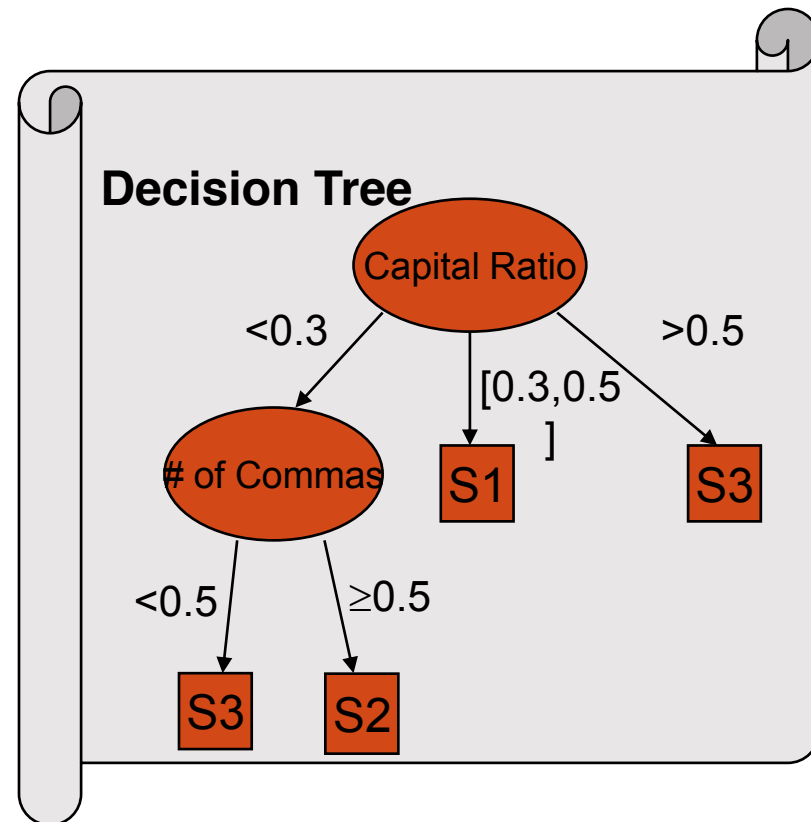 Decision Tree
Capital Ratio
<0.3
>0.5
[0.3,0.5
]
# of Commas
S1
S3
<0.5
≥0.5
S3
S2